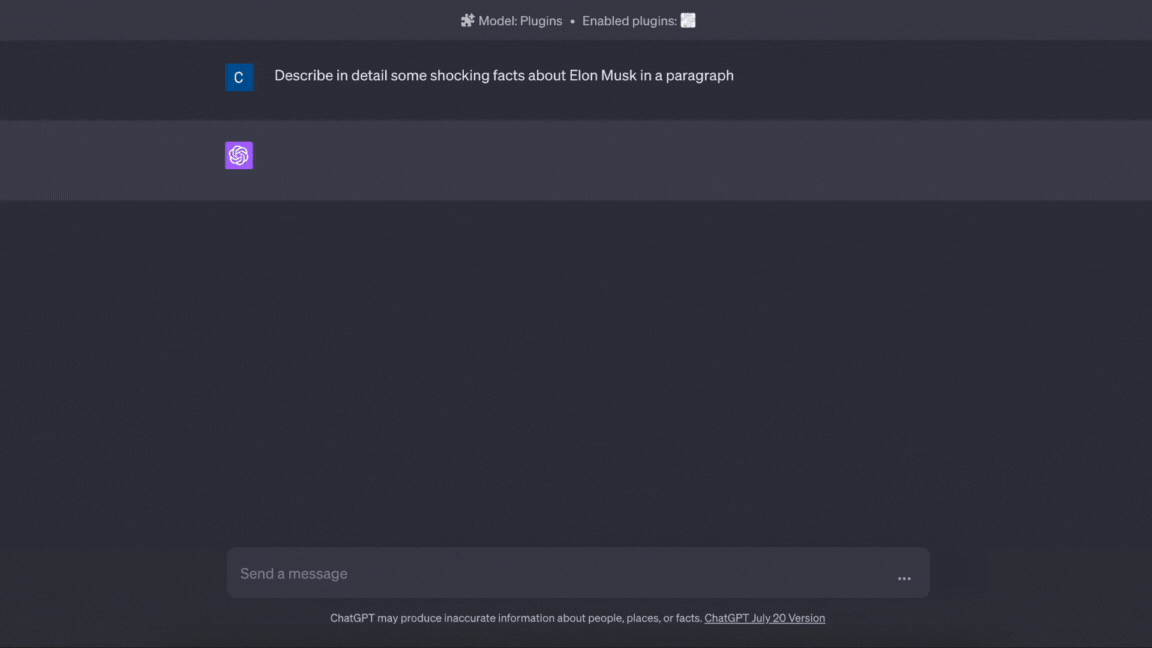 Model: Plugins • Enabled plugins:
C
Describe in detail some shocking facts about Elon Musk in a paragraph
Send a message
ChatGPT may produce inaccurate information about people, places, or facts. ChatGPT July 20 Version